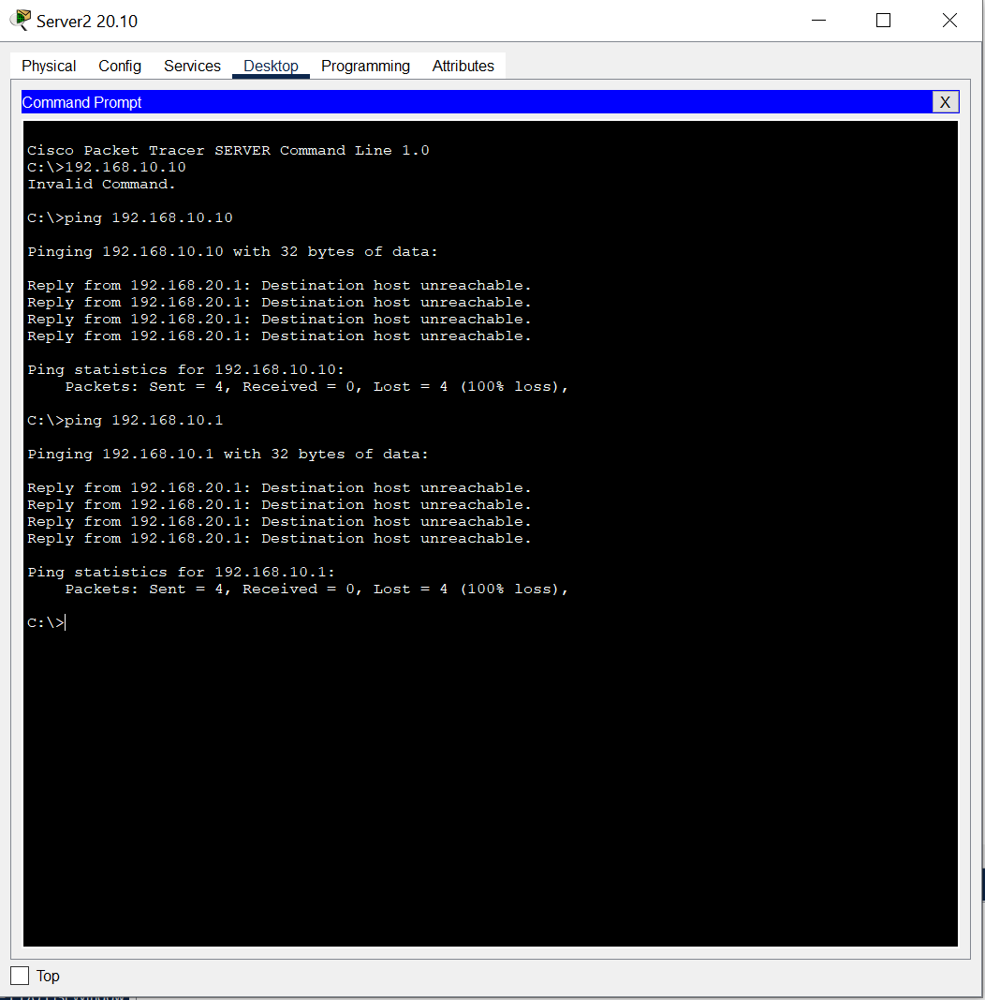 Server2 20.10
Physical Config Services Desktop Programming Attributes
Command Prompt X
Cisco Packet Tracer SERVER Command Line 1.0
C:\>192.168.10.10
Invalid Command.
C:\>ping 192.168.10.10
Pinging 192.168.10.10 with 32 bytes of data:
Reply from 192.168.20.1: Destination host unreachable.
Reply from 192.168.20.1: Destination host unreachable.
Reply from 192.168.20.1: Destination host unreachable.
Reply from 192.168.20.1: Destination host unreachable.
Ping statistics for 192.168.10.10:
Packets: Sent = 4, Received = 0, Lost = 4 (100% loss),
C:\>ping 192.168.10.1
Pinging 192.168.10.1 with 32 bytes of data:
Reply from 192.168.20.1: Destination host unreachable.
Reply from 192.168.20.1: Destination host unreachable.
Reply from 192.168.20.1: Destination host unreachable.
Reply from 192.168.20.1: Destination host unreachable.
Ping statistics for 192.168.10.1:
Packets: Sent = 4, Received = 0, Lost = 4 (100% loss),
C:\>
Top